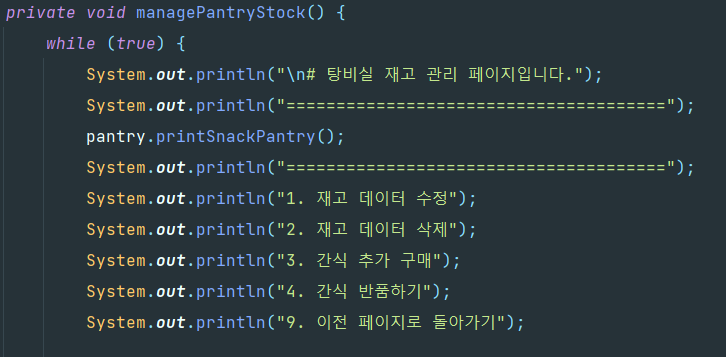 private void managePantryStock() {
while (true) {
System.out.println("\n# 탕비실 재고 관리 페이지입니다.");
System.out.println("======================================");
pantry.printSnackPantry();
System.out.println("======================================");
System.out.println("1. 재고 데이터 수정");
System.out.println("2. 재고 데이터 삭제");
System.out.println("3. 간식 추가 구매");
System.out.println("4. 간식 반품하기");
System.out.println("9. 이전 페이지로 돌아가기");